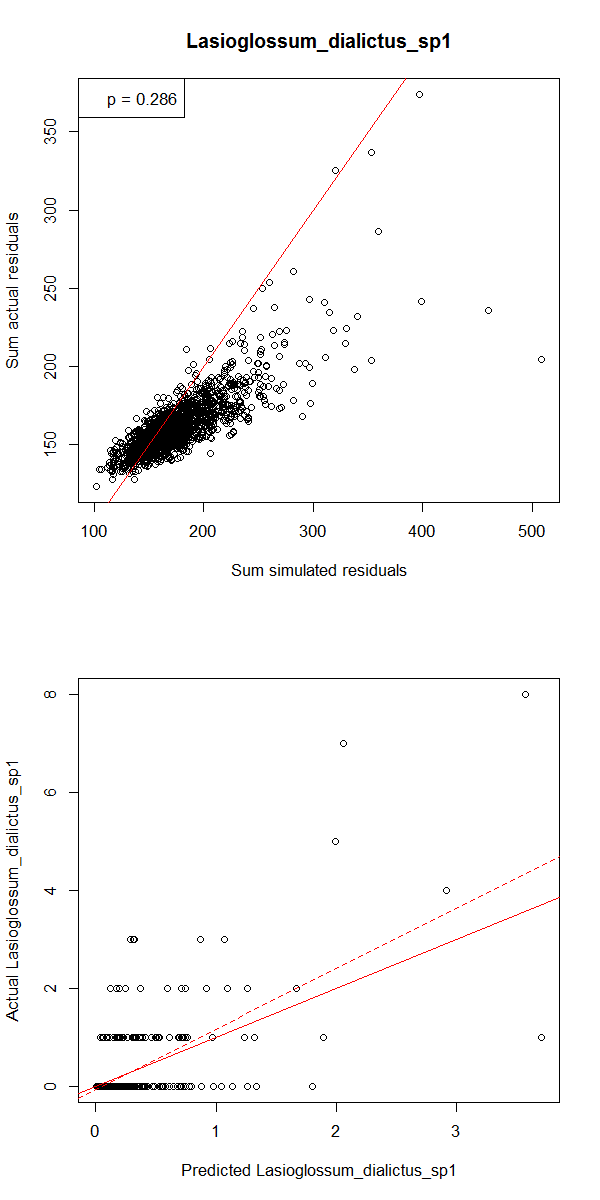 Lasioglossum_dialictus_sp1
p = 0.286
Sum actual residuals
350
300
250
200
150
100 200 300 400 500
Sum simulated residuals
Actual Lasioglossum_dialictus_sp1
8
6
4
2
0
0 1 2 3
Predicted Lasioglossum_dialictus_sp1